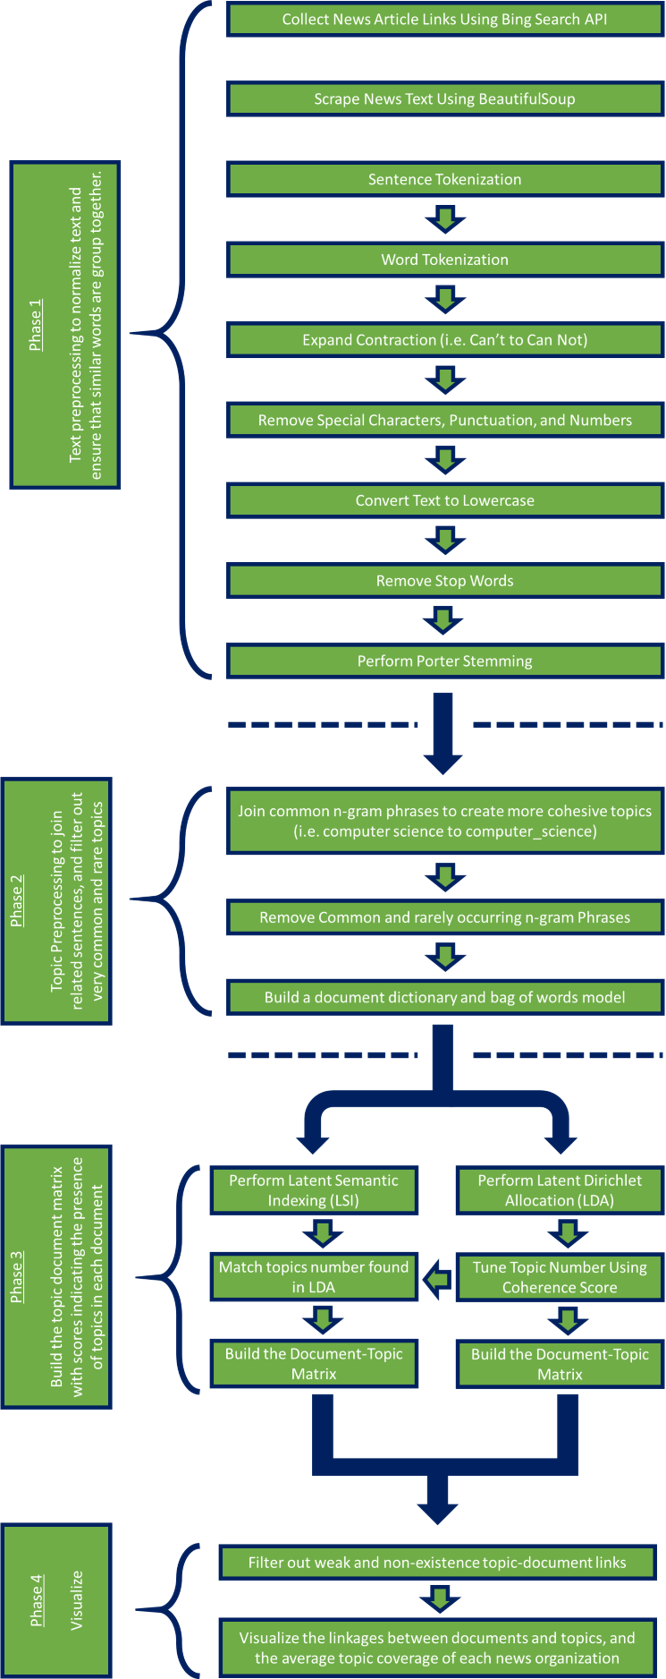 Collect News Article Links Using Bing Search API
Scrape News Text Using BeautifulSoup
Phase 1
Text preprocessing to normalize text and
ensure that similar words are group together.
Sentence Tokenization
Word Tokenization
Expand Contraction (i.e. Can't to Can Not)
Remove Special Characters, Punctuation, and Numbers
Convert Text to Lowercase
Remove Stop Words
Perform Porter Stemming
Phase 2
Topic Preprocessing to join
related sentences, and filter out
very common and rare topics
Join common n-gram phrases to create more cohesive topics
(i.e. computer science to computer_science)
Remove Common and rarely occurring n-gram Phrases
Build a document dictionary and bag of words model
Phase 3
Build the topic document matrix
with scores indicating the presence
of topics in each document
Perform Latent Semantic
Indexing (LSI)
Perform Latent Dirichlet
Allocation (LDA)
Match topics number found
in LDA
Tune Topic Number Using
Coherence Score
Build the Document-Topic
Matrix
Build the Document-Topic
Matrix
Phase 4
Visualize
Filter out weak and non-existence topic-document links
Visualize the linkages between documents and topics, and
the average topic coverage of each news organization